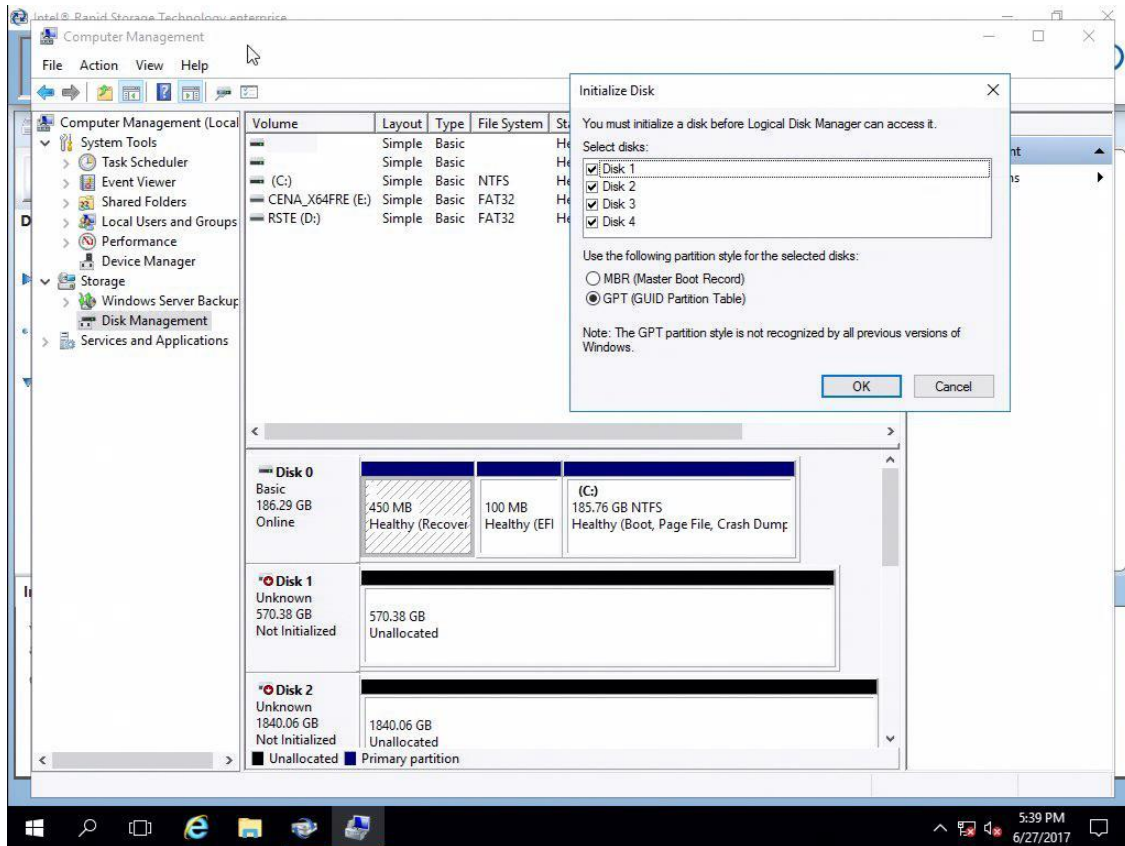 Intel® Rapid Storage Technology enterprise
Computer Management
File Action View Help
Computer Management (Local
System Tools
Task Scheduler
Event Viewer
Shared Folders
Local Users and Groups
Performance
Device Manager
Storage
Windows Server Backup
Disk Management
Services and Applications
Volume Layout Type File System
Simple Basic
Simple Basic
(C:) Simple Basic NTFS
CENA_X64FRE (E:) Simple Basic FAT32
RSTE (D:) Simple Basic FAT32
Initialize Disk
You must initialize a disk before Logical Disk Manager can access it.
Select disks:
Disk 1
Disk 2
Disk 3
Disk 4
Use the following partition style for the selected disks:
MBR (Master Boot Record)
GPT (GUID Partition Table)
Note: The GPT partition style is not recognized by all previous versions of
Windows.
OK Cancel
Disk 0
Basic
186.29 GB
Online
450 MB
Healthy (Recover
100 MB
Healthy (EFI
(C:)
185.76 GB NTFS
Healthy (Boot, Page File, Crash Dump
Disk 1
Unknown
570.38 GB
Not Initialized
570.38 GB
Unallocated
Disk 2
Unknown
1840.06 GB
Not Initialized
1840.06 GB
Unallocated
Unallocated Primary partition
5:39 PM
6/27/2017